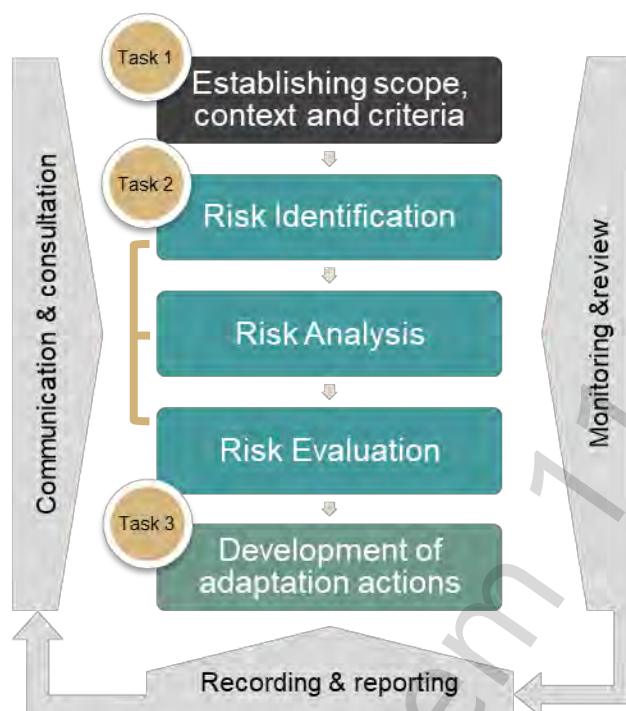 Task 1
Establishing scope,
context and criteria
Task 2
Risk Identification
Risk Analysis
Risk Evaluation
Task 3
Development of
adaptation actions
Communication & consultation
Monitoring &review
Recording & reporting